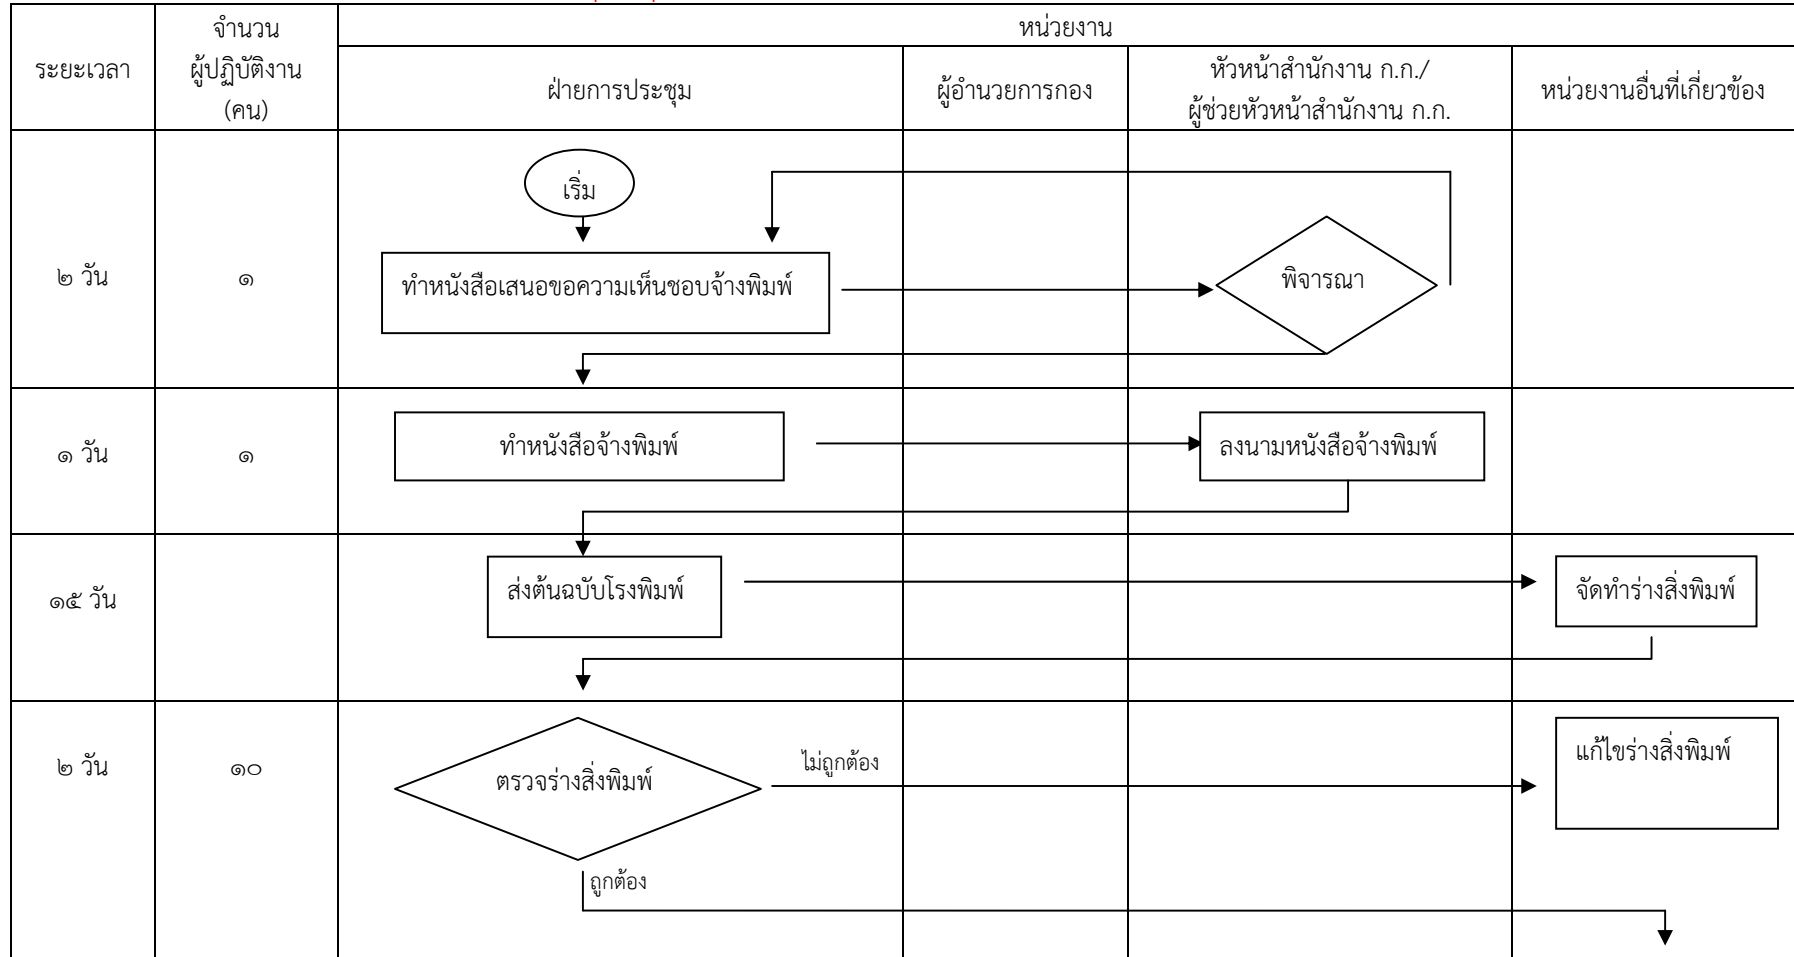 ระยะเวลา
จำนวน
ผู้ปฏิบัติงาน
(คน)
หน่วยงาน
ฝ่ายการประชุม
ผู้อำนวยการกอง
หัวหน้าสำนักงาน ก.ก./
ผู้ช่วยหัวหน้าสำนักงาน ก.ก.
หน่วยงานอื่นที่เกี่ยวข้อง
เริ่ม
๒ วัน
๑
ทำหนังสือเสนอขอความเห็นชอบจ้างพิมพ์
พิจารณา
๑ วัน
๑
ทำหนังสือจ้างพิมพ์
ลงนามหนังสือจ้างพิมพ์
๑๕ วัน
ส่งต้นฉบับโรงพิมพ์
จัดทำร่างสิ่งพิมพ์
๒ วัน
๑๐
ตรวจร่างสิ่งพิมพ์
ไม่ถูกต้อง
แก้ไขร่างสิ่งพิมพ์
ถูกต้อง